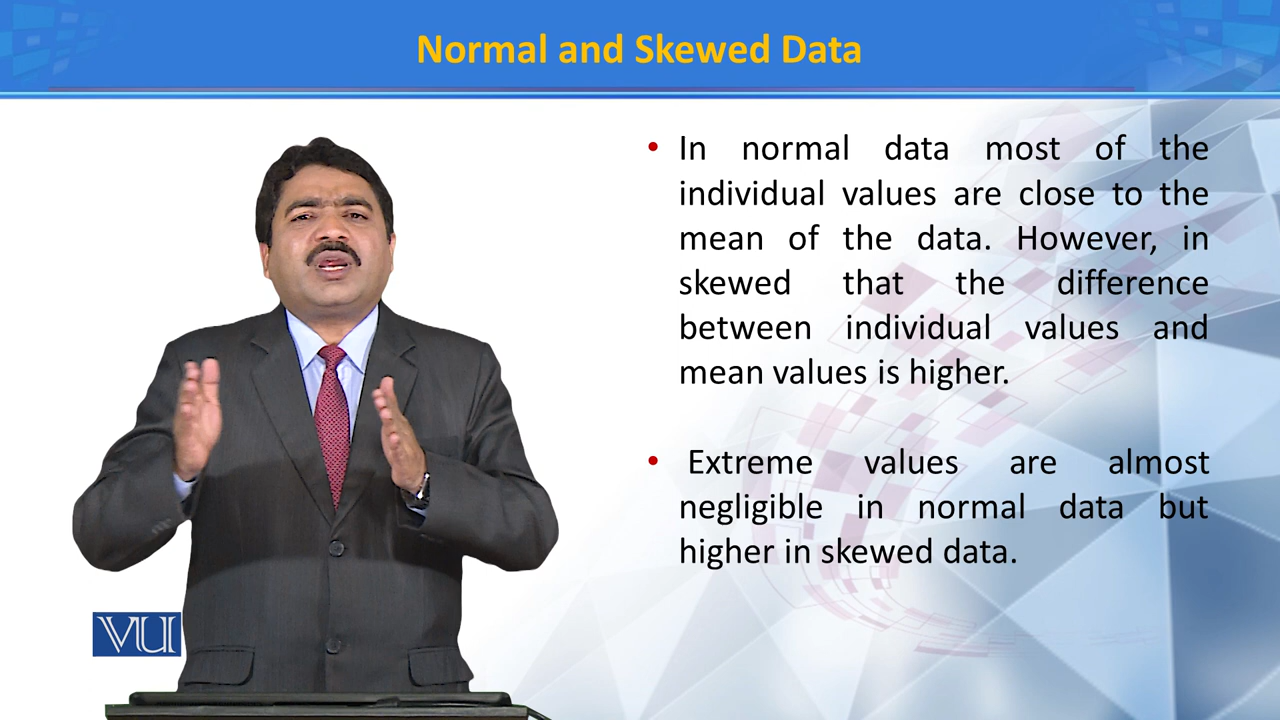 Normal and Skewed Data
• In normal data most of the
individual values are close to the
mean of the data. However, in
skewed that the difference
between individual values and
mean values is higher.
• Extreme values are almost
negligible in normal data but
higher in skewed data.
VU